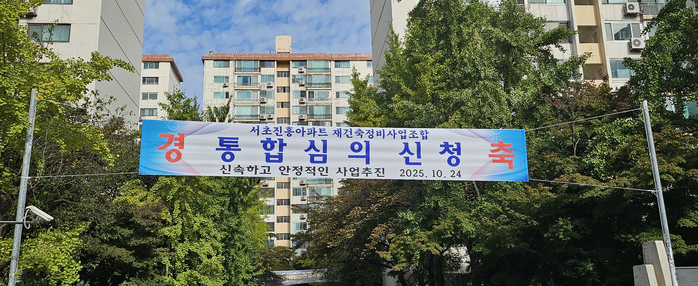 서초진흥아파트 재건축정비사업조합
경 통합심의 신청 축
신속하고 안정적인 사업추진 2025. 10. 24